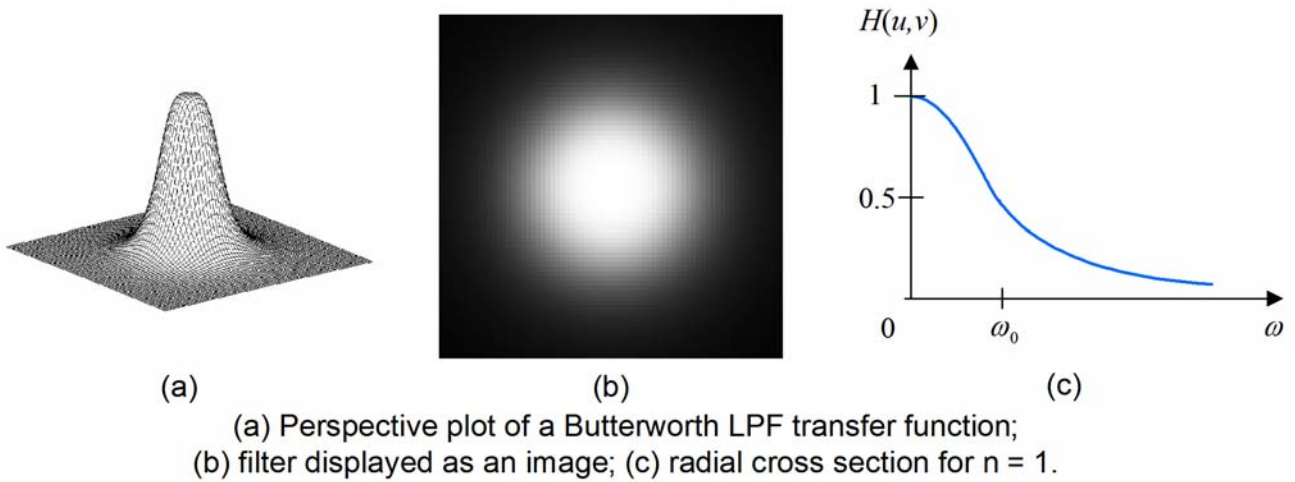 H(u,v)
1
0.5
0
ω₀
ω
(a)
(b)
(c)
(a) Perspective plot of a Butterworth LPF transfer function;
(b) filter displayed as an image; (c) radial cross section for n = 1.